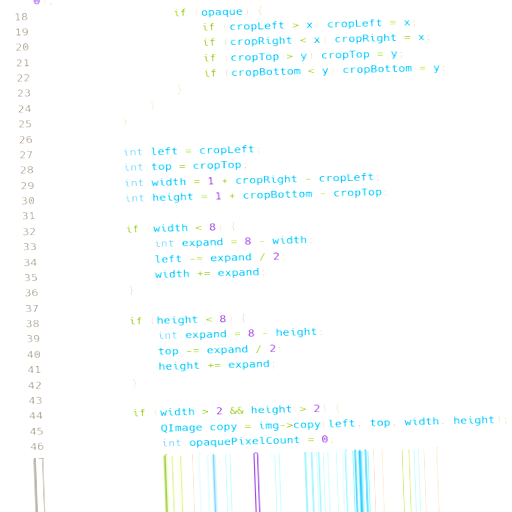 18 if (opaque) {
19 if (cropLeft > x) cropLeft = x;
20 if (cropRight < x) cropRight = x;
21 if (cropTop > y) cropTop = y;
22 if (cropBottom < y) cropBottom = y;
23 }
24 }
25 }
26
27 int left = cropLeft;
28 int top = cropTop;
29 int width = 1 + cropRight - cropLeft;
30 int height = 1 + cropBottom - cropTop;
31
32 if (width < 8) {
33 int expand = 8 - width;
34 left -= expand / 2;
35 width += expand;
36 }
37
38 if (height < 8) {
39 int expand = 8 - height;
40 top -= expand / 2;
41 height += expand;
42 }
43
44 if (width > 2 && height > 2) {
45 QImage copy = img->copy(left, top, width, height);
46 int opaquePixelCount = 0;